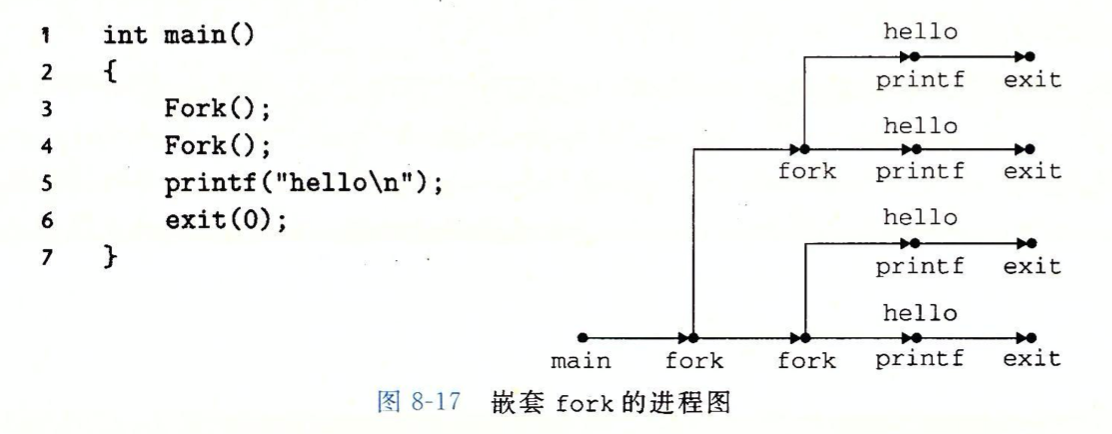 1 int main()
2 {
3 Fork();
4 Fork();
5 printf("hello\n");
6 exit(0);
7 }
hello
printf exit
hello
fork printf exit
hello
printf exit
hello
main fork fork printf exit
图 8-17 嵌套 fork 的进程图